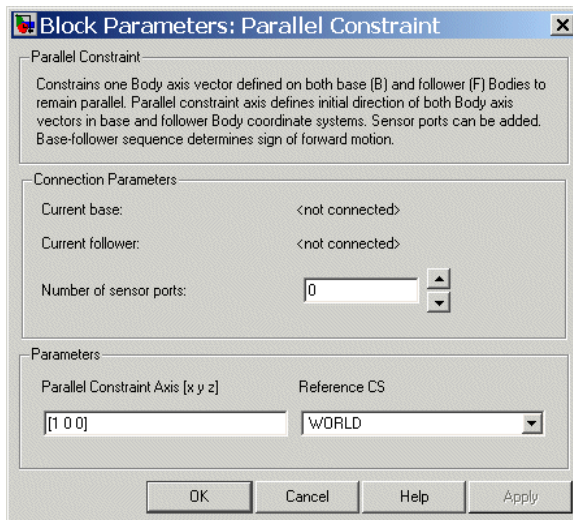 Block Parameters: Parallel Constraint
Parallel Constraint
Constrains one Body axis vector defined on both base (B) and follower (F) Bodies to
remain parallel. Parallel constraint axis defines initial direction of both Body axis
vectors in base and follower Body coordinate systems. Sensor ports can be added.
Base-follower sequence determines sign of forward motion.
Connection Parameters
Current base: <not connected>
Current follower: <not connected>
Number of sensor ports: 0
Parameters
Parallel Constraint Axis [x y z] Reference CS
[1 0 0] WORLD
OK Cancel Help Apply